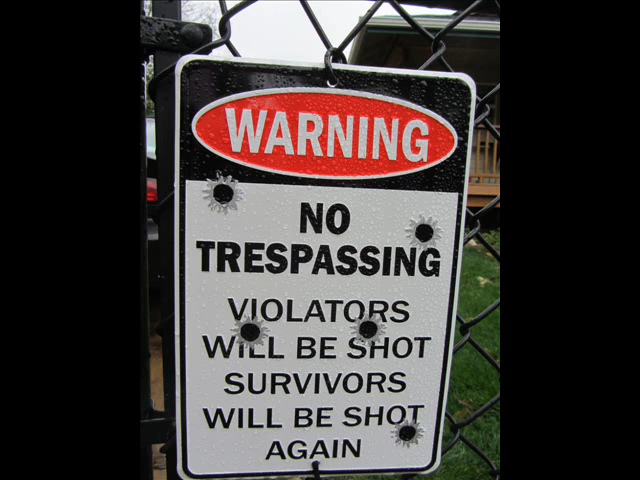 WARNING
NO
TRESPASSING
VIOLATORS
WILL BE SHOT
SURVIVORS
WILL BE SHOT
AGAIN